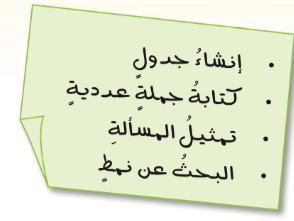 • إنشاءُ جدولٍ
• كتابةُ جملةٍ عدديةٍ
• تمثيلُ المسألةِ
• البحثُ عن نمطٍ